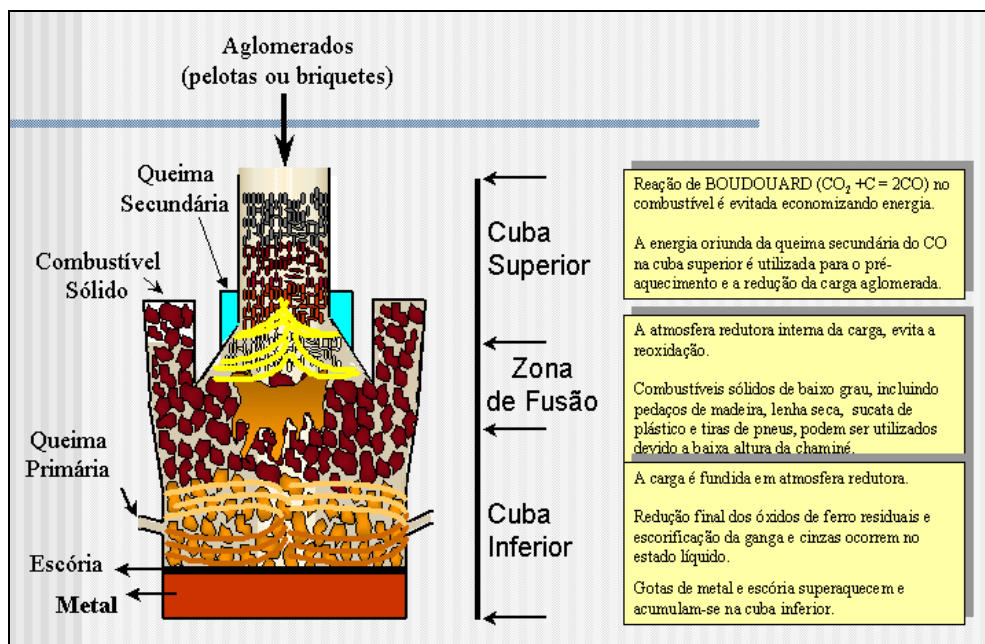 Aglomerados
(pelotas ou briquetes)
Queima
Secundária
Combustível
Sólido
Queima
Primária
Escória
Metal
Cuba
Superior
Zona
de Fusão
Cuba
Inferior
Reação de BOUDOUARD (CO₂ +C = 2CO) no
combustível é evitada economizando energia.
A energia oriunda da queima secundária do CO
na cuba superior é utilizada para o pré-
aquecimento e a redução da carga aglomerada.
A atmosfera redutora interna da carga, evita a
reoxidação.
Combustíveis sólidos de baixo grau, incluindo
pedaços de madeira, lenha seca, sucata de
plástico e tiras de pneus, podem ser utilizados
devido a baixa altura da chaminé.
A carga é fundida em atmosfera redutora.
Redução final dos óxidos de ferro residuais e
escorificação da ganga e cinzas ocorrem no
estado líquido.
Gotas de metal e escória superaquecem e
acumulam-se na cuba inferior.